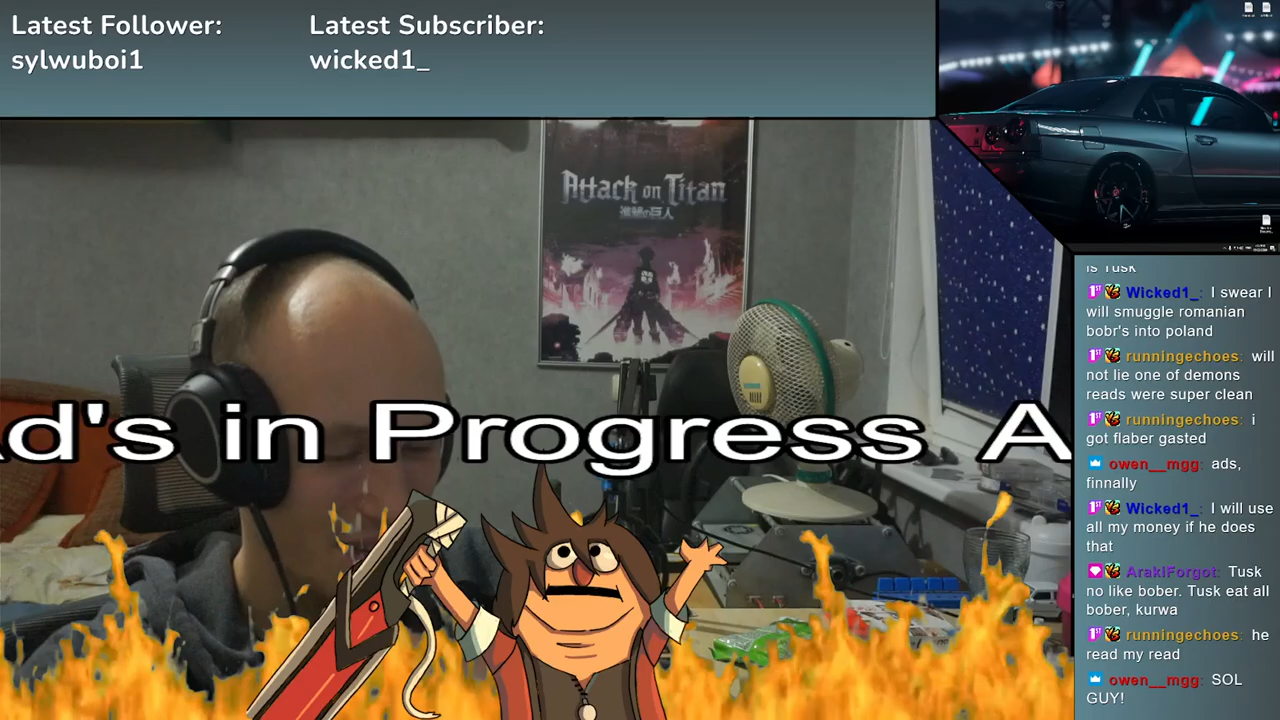 Latest Follower:
sylwuboi1
Latest Subscriber:
wicked1_
Attack on Titan
進撃の巨人
d's in Progress A
is Tusk
Wicked1_: I swear I
will smuggle romanian
bobr's into poland
runningechoes: will
not lie one of demons
reads were super clean
runningechoes: i
got flaber gasted
owen__mgg: ads,
finnally
Wicked1_: I will use
all my money if he does
that
ArakiForgot: Tusk
no like bober. Tusk eat all
bober, kurwa
runningechoes: he
read my read
owen__mgg: SOL
GUY!